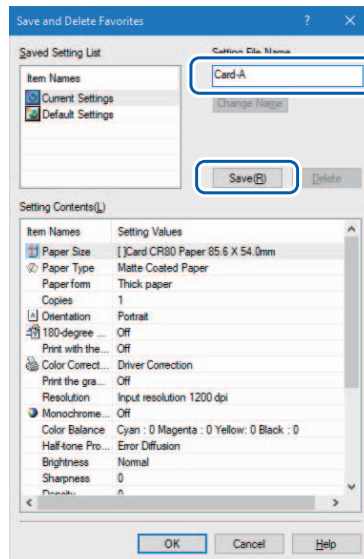 Save and Delete Favorites ? X
Saved Setting List
Setting File Name
Item Names
Card-A
Current Settings
Change Name
Default Settings
Save(R) Delete
Setting Contents(L)
Item Names Setting Values
Paper Size [ ]Card CR80 Paper 85.6 X 54.0mm
Paper Type Matte Coated Paper
Paper form Thick paper
Copies 1
Orientation Portrait
180-degree ... Off
Print with the... Off
Color Correct... Driver Correction
Print the gra... Off
Resolution Input resolution 1200 dpi
Monochrome... Off
Color Balance Cyan : 0 Magenta : 0 Yellow: 0 Black : 0
Half-tone Pro... Error Diffusion
Brightness Normal
Sharpness 0
Density 0
OK Cancel Help